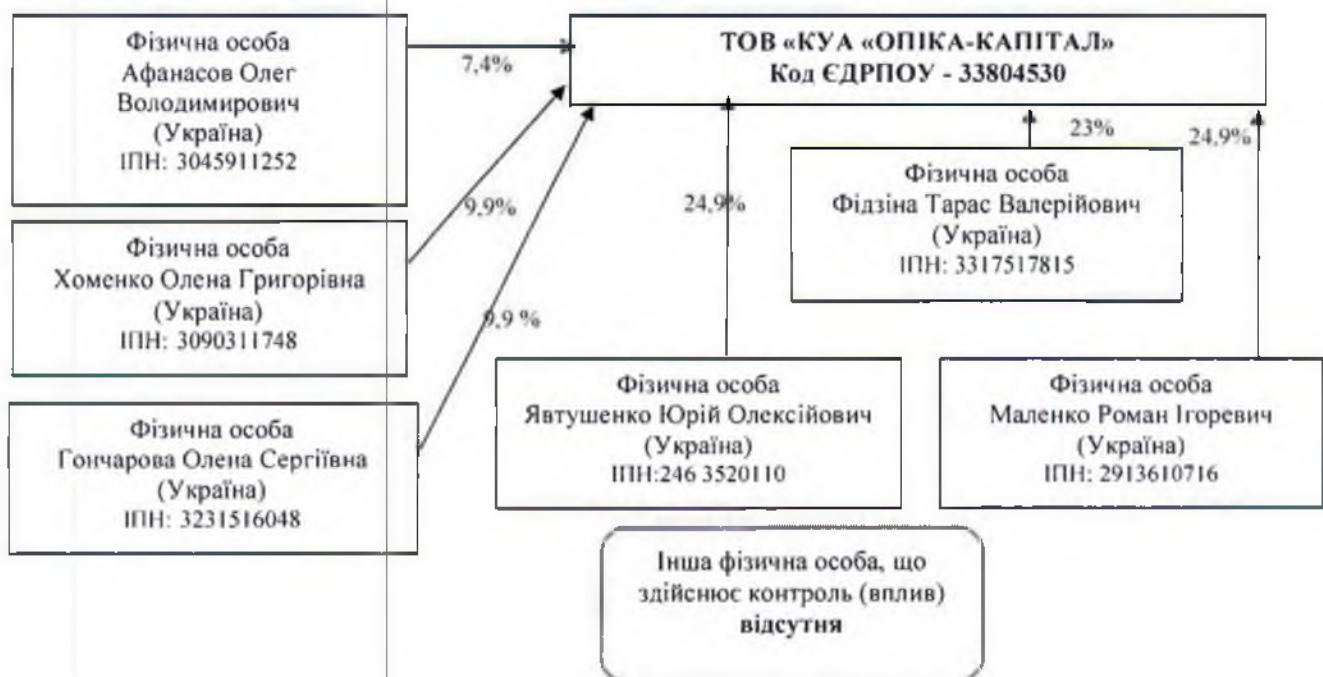 Фізична особа
Афанасов Олег
Володимирович
(Україна)
ІПН: 3045911252
7,4%
ТОВ «КУА «ОПІКА-КАПІТАЛ»
Код ЄДРПОУ - 33804530
23%
24,9%
Фізична особа
Фідзіна Тарас Валерійович
(Україна)
ІПН: 3317517815
9,9%
24,9%
Фізична особа
Хоменко Олена Григорівна
(Україна)
ІПН: 3090311748
9,9 %
Фізична особа
Гончарова Олена Сергіївна
(Україна)
ІПН: 3231516048
Фізична особа
Явтушенко Юрій Олексійович
(Україна)
ІПН:246 3520110
Фізична особа
Маленко Роман Ігоревич
(Україна)
ІПН: 2913610716
Інша фізична особа, що
здійснює контроль (вплив)
відсутня